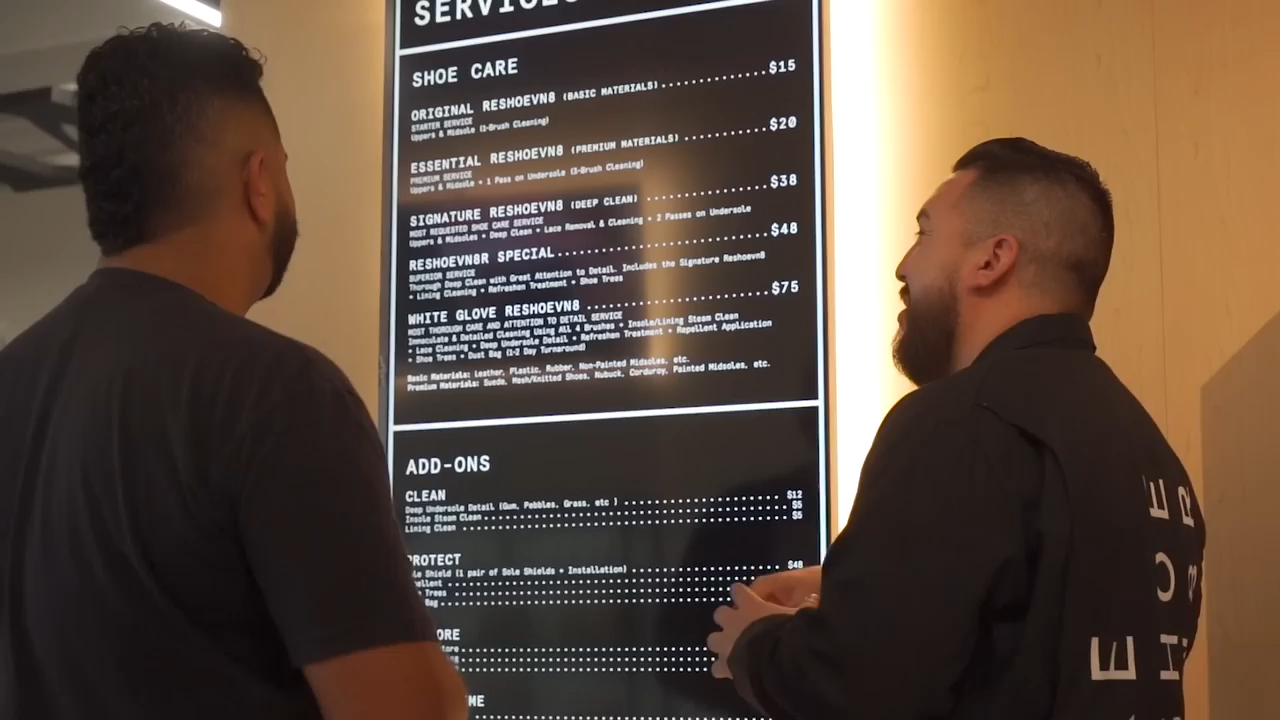 SERVICES
SHOE CARE
ORIGINAL RESHOEVN8 (BASIC MATERIALS) $15
STARTER SERVICE
Uppers & Midsole (1-Brush Cleaning)
ESSENTIAL RESHOEVN8 (PREMIUM MATERIALS) $20
PREMIUM SERVICE
Uppers & Midsole + 1 Pass on Undersole (3-Brush Cleaning)
SIGNATURE RESHOEVN8 (DEEP CLEAN) $38
MOST REQUESTED SHOE CARE SERVICE
Uppers & Midsoles + Deep Clean + Lace Removal & Cleaning + 2 Passes on Undersole
RESHOEVN8R SPECIAL $48
SUPERIOR SERVICE
Thorough Deep Clean with Great Attention to Detail. Includes the Signature Reshoevn8
+ Lining Cleaning + Refreshen Treatment + Shoe Trees
WHITE GLOVE RESHOEVN8 $75
MOST THOROUGH CARE AND ATTENTION TO DETAIL SERVICE
Immaculate & Detailed Cleaning Using ALL 4 Brushes + Insole/Lining Steam Clean
+ Lace Cleaning + Deep Undersole Detail + Refreshen Treatment + Repellent Application
+ Shoe Trees + Dust Bag (1-2 Day Turnaround)
Basic Materials: Leather, Plastic, Rubber, Non-Painted Midsoles, etc.
Premium Materials: Suede, Mesh/Knitted Shoes, Nubuck, Corduroy, Painted Midsoles, etc.
ADD-ONS
CLEAN
Deep Undersole Detail (Gum, Pebbles, Grass, etc ) $12
Insole Steam Clean $5
Lining Clean $5
PROTECT
Shield (1 pair of Sole Shields + Installation) $48
Trees
Bag